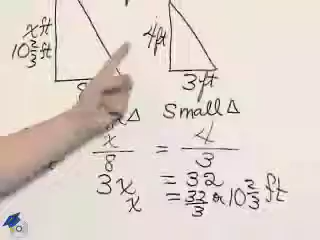 x ft
10 2/3 ft
4 ft
3 ft
Small Δ
x/8 = 4/3
3x = 32
x = 32/3 or 10 2/3 ft